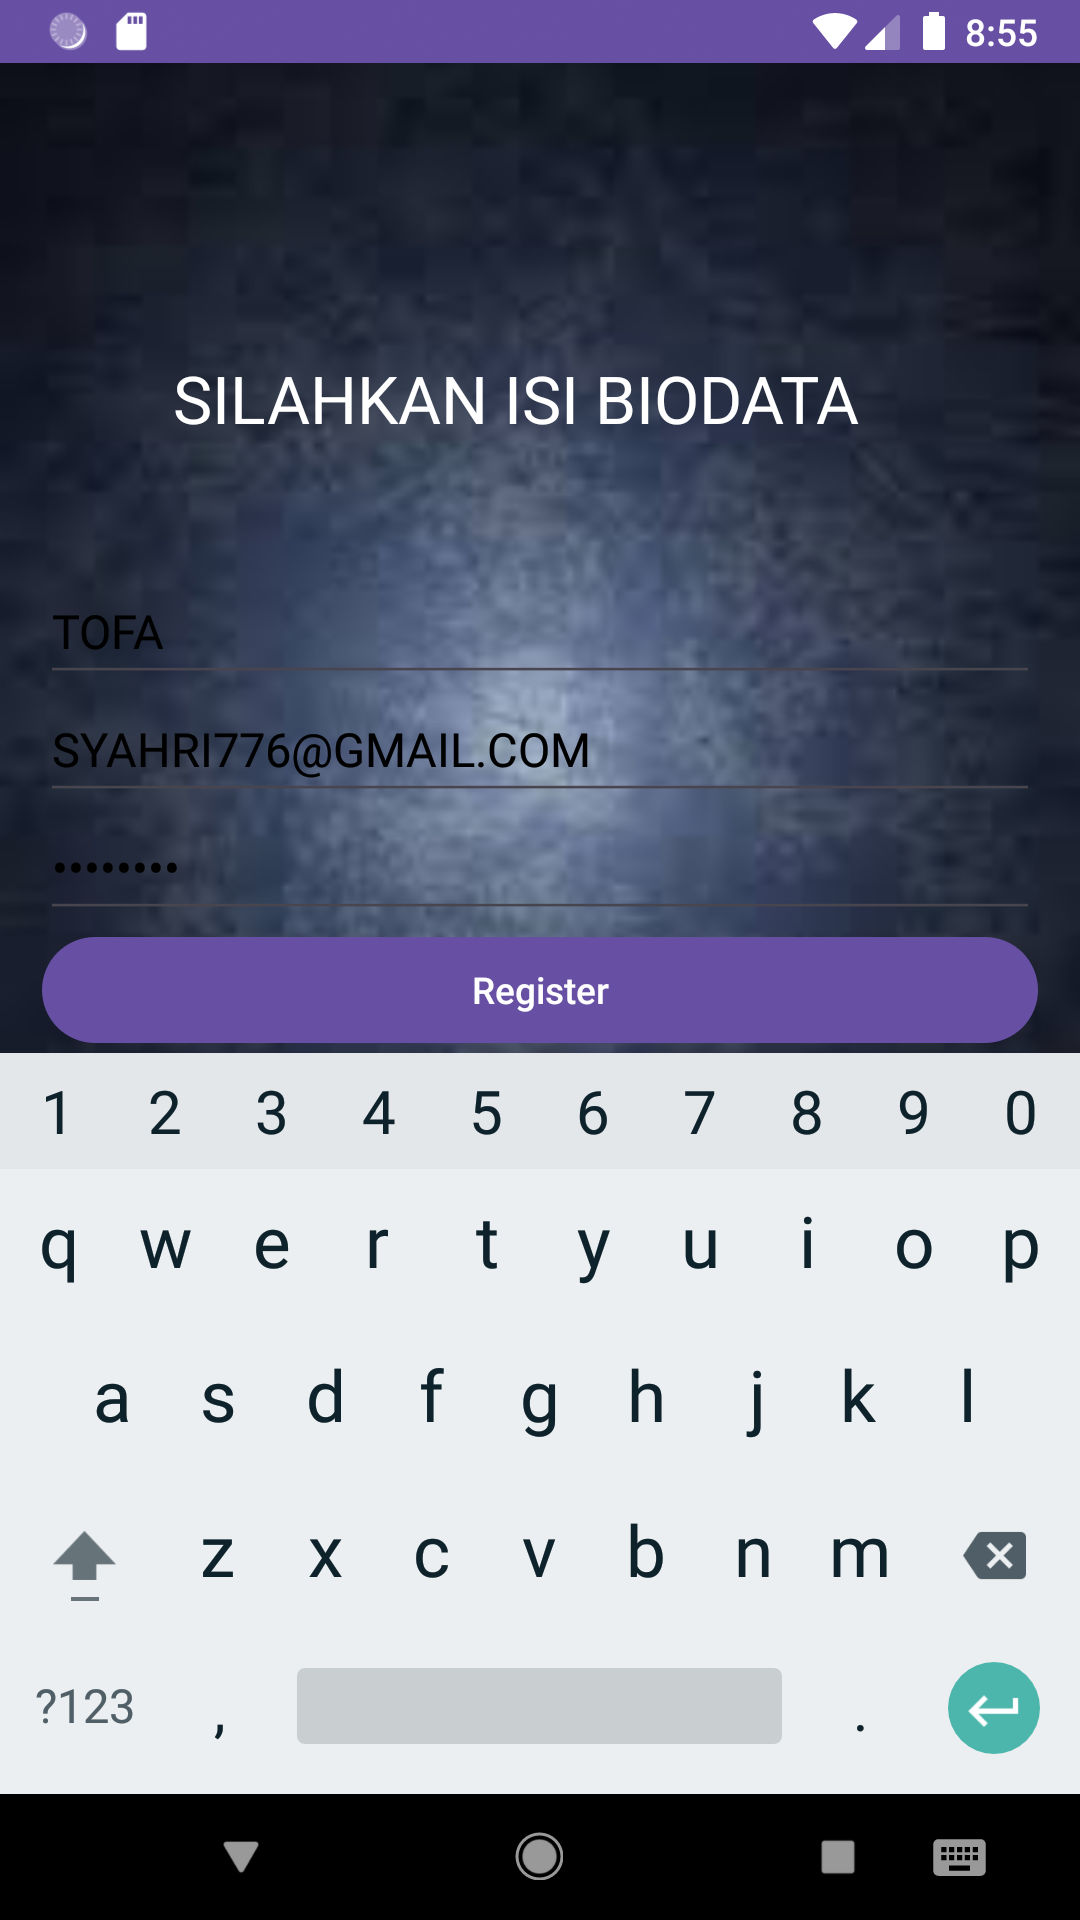 8:55
SILAHKAN ISI BIODATA
TOFA
SYAHRI776@GMAIL.COM
••••••••
Register
1 2 3 4 5 6 7 8 9 0
q w e r t y u i o p
a s d f g h j k l
z x c v b n m
?123 , .